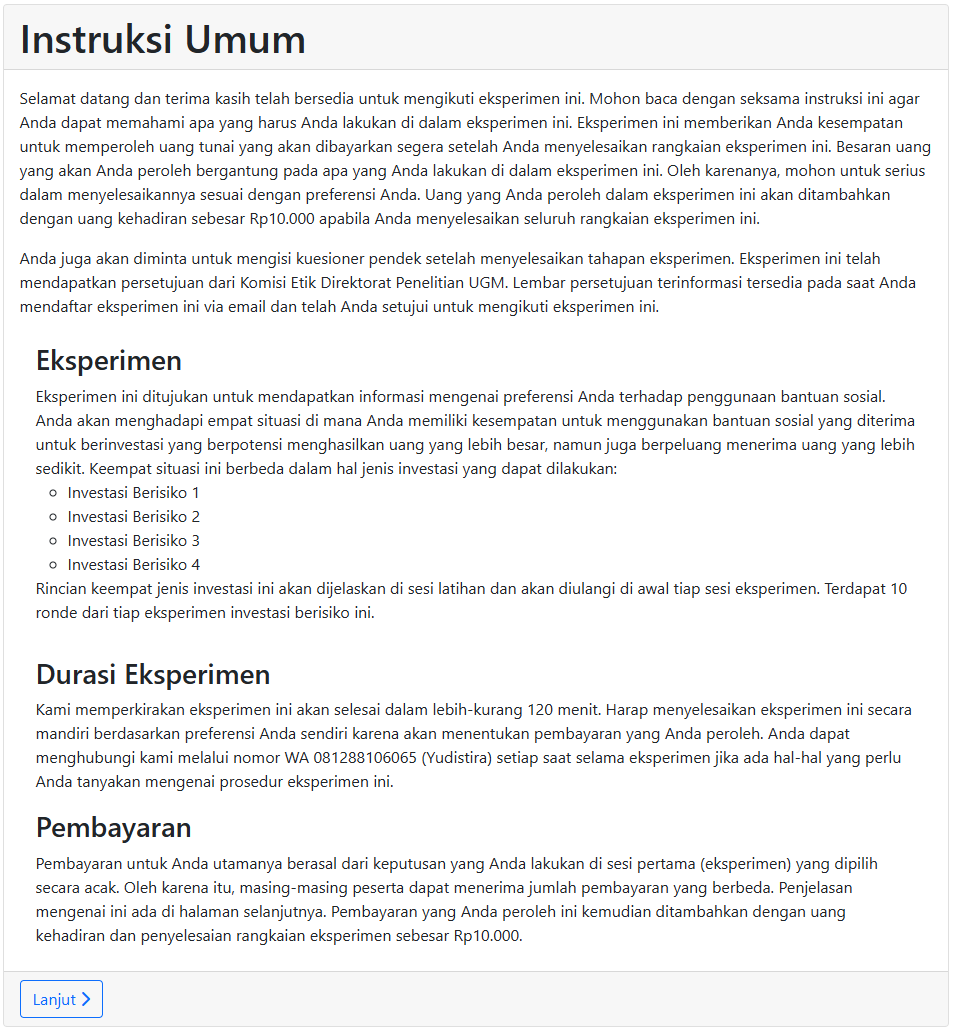 Instruksi Umum
Selamat datang dan terima kasih telah bersedia untuk mengikuti eksperimen ini. Mohon baca dengan seksama instruksi ini agar
Anda dapat memahami apa yang harus Anda lakukan di dalam eksperimen ini. Eksperimen ini memberikan Anda kesempatan
untuk memperoleh uang tunai yang akan dibayarkan segera setelah Anda menyelesaikan rangkaian eksperimen ini. Besaran uang
yang akan Anda peroleh bergantung pada apa yang Anda lakukan di dalam eksperimen ini. Oleh karenanya, mohon untuk serius
dalam menyelesaikannya sesuai dengan preferensi Anda. Uang yang Anda peroleh dalam eksperimen ini akan ditambahkan
dengan uang kehadiran sebesar Rp10.000 apabila Anda menyelesaikan seluruh rangkaian eksperimen ini.
Anda juga akan diminta untuk mengisi kuesioner pendek setelah menyelesaikan tahapan eksperimen. Eksperimen ini telah
mendapatkan persetujuan dari Komisi Etik Direktorat Penelitian UGM. Lembar persetujuan terinformasi tersedia pada saat Anda
mendaftar eksperimen ini via email dan telah Anda setujui untuk mengikuti eksperimen ini.
Eksperimen
Eksperimen ini ditujukan untuk mendapatkan informasi mengenai preferensi Anda terhadap penggunaan bantuan sosial.
Anda akan menghadapi empat situasi di mana Anda memiliki kesempatan untuk menggunakan bantuan sosial yang diterima
untuk berinvestasi yang berpotensi menghasilkan uang yang lebih besar, namun juga berpeluang menerima uang yang lebih
sedikit. Keempat situasi ini berbeda dalam hal jenis investasi yang dapat dilakukan:
Investasi Berisiko 1
Investasi Berisiko 2
Investasi Berisiko 3
Investasi Berisiko 4
Rincian keempat jenis investasi ini akan dijelaskan di sesi latihan dan akan diulangi di awal tiap sesi eksperimen. Terdapat 10
ronde dari tiap eksperimen investasi berisiko ini.
Durasi Eksperimen
Kami memperkirakan eksperimen ini akan selesai dalam lebih-kurang 120 menit. Harap menyelesaikan eksperimen ini secara
mandiri berdasarkan preferensi Anda sendiri karena akan menentukan pembayaran yang Anda peroleh. Anda dapat
menghubungi kami melalui nomor WA 081288106065 (Yudistira) setiap saat selama eksperimen jika ada hal-hal yang perlu
Anda tanyakan mengenai prosedur eksperimen ini.
Pembayaran
Pembayaran untuk Anda utamanya berasal dari keputusan yang Anda lakukan di sesi pertama (eksperimen) yang dipilih
secara acak. Oleh karena itu, masing-masing peserta dapat menerima jumlah pembayaran yang berbeda. Penjelasan
mengenai ini ada di halaman selanjutnya. Pembayaran yang Anda peroleh ini kemudian ditambahkan dengan uang
kehadiran dan penyelesaian rangkaian eksperimen sebesar Rp10.000.
Lanjut